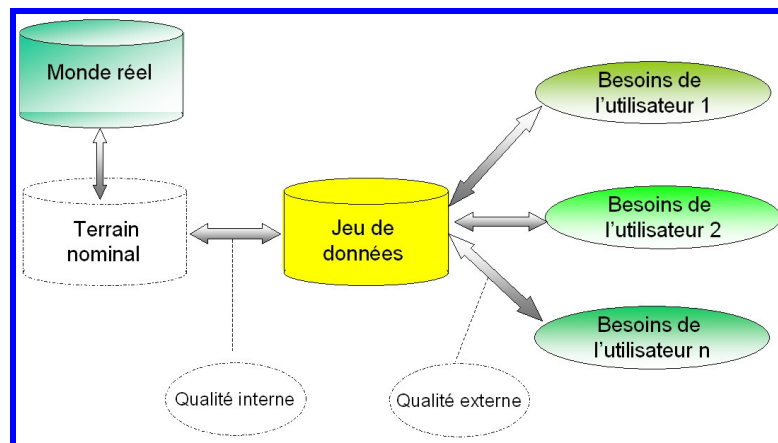 Monde réel
Terrain
nominal
Jeu de
données
Besoins de
l'utilisateur 1
Besoins de
l'utilisateur 2
Besoins de
l'utilisateur n
Qualité interne
Qualité externe